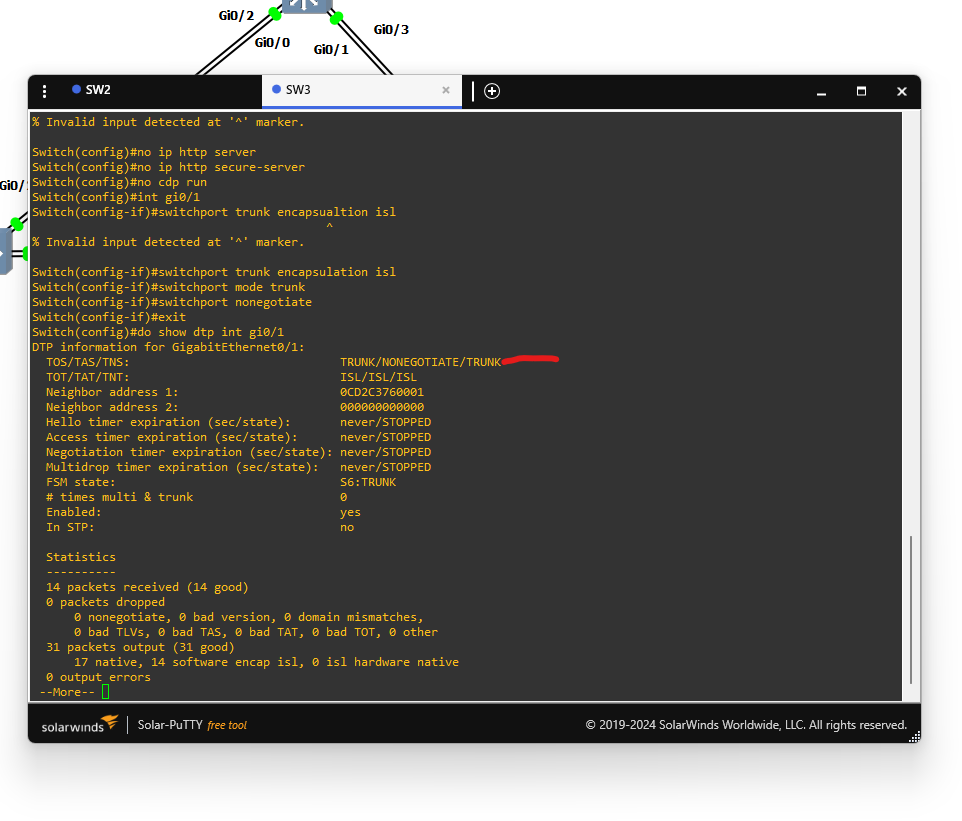 Gi0/2
Gi0/3
Gi0/0
Gi0/1
SW2
SW3
% Invalid input detected at '^' marker.
Gi0/
Switch(config)#no ip http server
Switch(config)#no ip http secure-server
Switch(config)#no cdp run
Switch(config)#int gi0/1
Switch(config-if)#switchport trunk encapsualtion isl
^
% Invalid input detected at '^' marker.
Switch(config-if)#switchport trunk encapsulation isl
Switch(config-if)#switchport mode trunk
Switch(config-if)#switchport nonegotiate
Switch(config-if)#exit
Switch(config)#do show dtp int gi0/1
DTP information for GigabitEthernet0/1:
TOS/TAS/TNS: TRUNK/NONEGOTIATE/TRUNK
TOT/TAT/TNT: ISL/ISL/ISL
Neighbor address 1: 0CD2C3760001
Neighbor address 2: 000000000000
Hello timer expiration (sec/state): never/STOPPED
Access timer expiration (sec/state): never/STOPPED
Negotiation timer expiration (sec/state): never/STOPPED
Multidrop timer expiration (sec/state): never/STOPPED
FSM state: S6:TRUNK
# times multi & trunk 0
Enabled: yes
In STP: no
Statistics
----------
14 packets received (14 good)
0 packets dropped
0 nonegotiate, 0 bad version, 0 domain mismatches,
0 bad TLVs, 0 bad TAS, 0 bad TAT, 0 bad TOT, 0 other
31 packets output (31 good)
17 native, 14 software encap isl, 0 isl hardware native
0 output errors
--More--
solarwinds | Solar-PuTTY free tool © 2019-2024 SolarWinds Worldwide, LLC. All rights reserved.